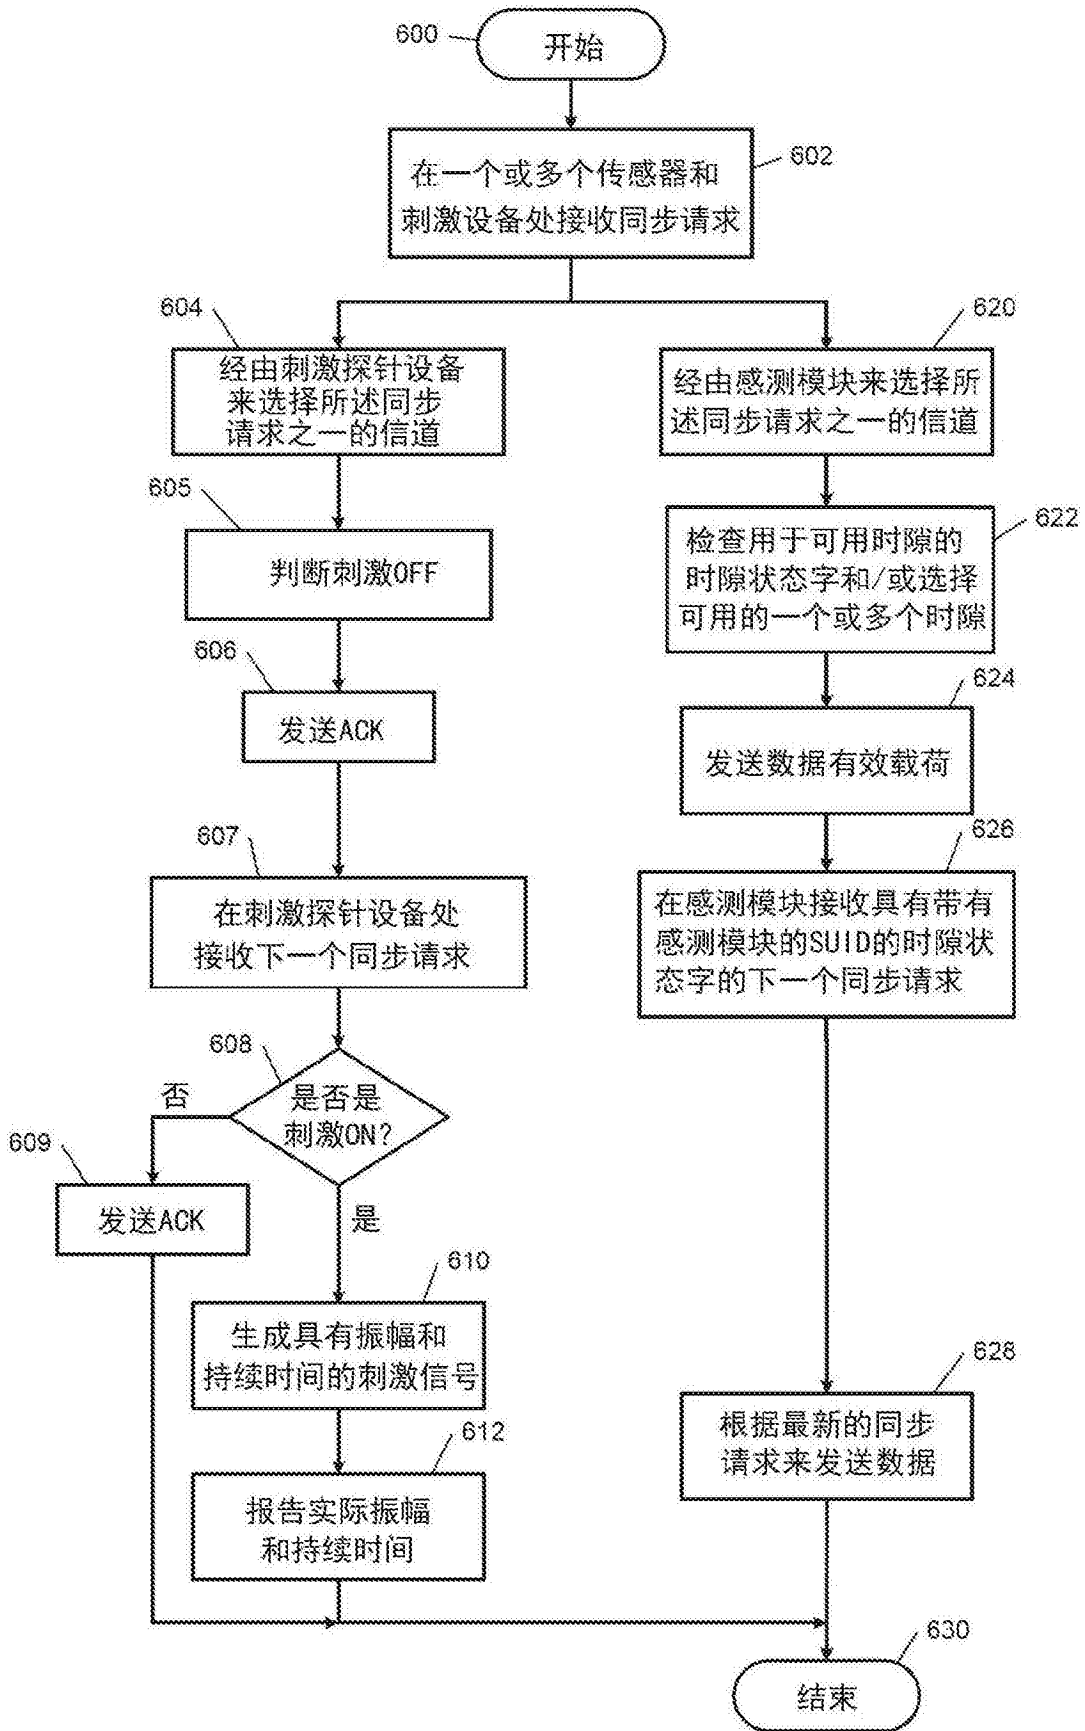 600
开始
602
在一个或多个传感器和
刺激设备处接收同步请求
604
经由刺激探针设备
来选择所述同步
请求之一的信道
605
判断刺激OFF
606
发送ACK
607
在刺激探针设备处
接收下一个同步请求
608
是否是
刺激ON?
否
是
609
发送ACK
610
生成具有振幅和
持续时间的刺激信号
612
报告实际振幅
和持续时间
620
经由感测模块来选择所
述同步请求之一的信道
622
检查用于可用时隙的
时隙状态字和/或选择
可用的一个或多个时隙
624
发送数据有效载荷
626
在感测模块接收具有带有
感测模块的SUID的时隙状
态字的下一个同步请求
628
根据最新的同步
请求来发送数据
630
结束